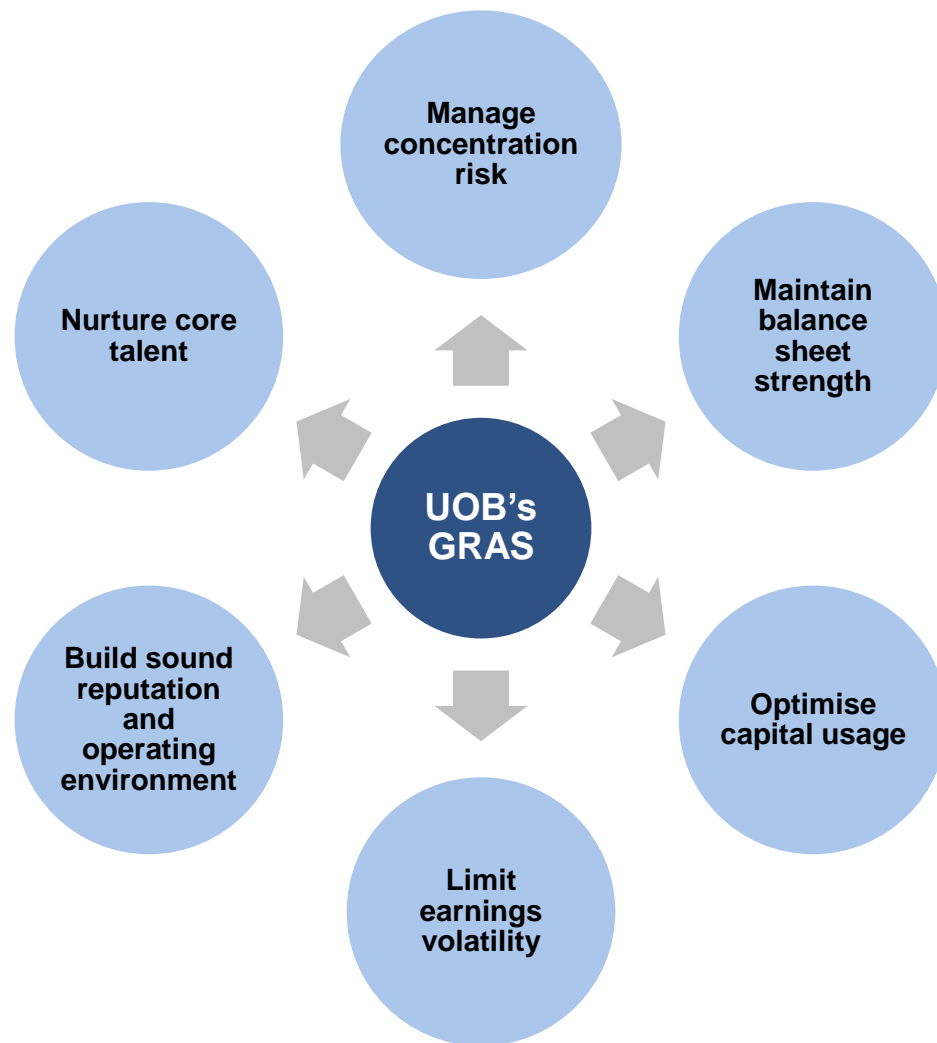 Manage
concentration
risk
Maintain
balance
sheet
strength
Optimise
capital usage
Limit
earnings
volatility
Build sound
reputation
and
operating
environment
Nurture core
talent
UOB’s
GRAS